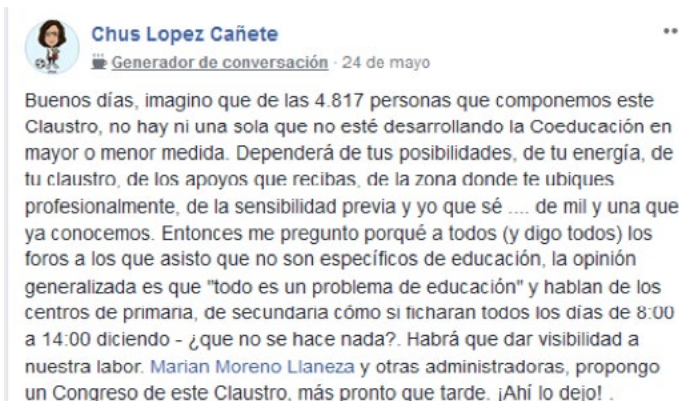 Chus Lopez Cañete
Generador de conversación · 24 de mayo
Buenos días, imagino que de las 4.817 personas que componemos este
Claustro, no hay ni una sola que no esté desarrollando la Coeducación en
mayor o menor medida. Dependerá de tus posibilidades, de tu energía, de
tu claustro, de los apoyos que recibas, de la zona donde te ubiques
profesionalmente, de la sensibilidad previa y yo que sé .... de mil y una que
ya conocemos. Entonces me pregunto porqué a todos (y digo todos) los
foros a los que asisto que no son específicos de educación, la opinión
generalizada es que "todo es un problema de educación" y hablan de los
centros de primaria, de secundaria cómo si ficharan todos los días de 8:00
a 14:00 diciendo - ¿que no se hace nada?. Habrá que dar visibilidad a
nuestra labor. Marian Moreno Llaneza y otras administradoras, propongo
un Congreso de este Claustro, más pronto que tarde. ¡Ahí lo dejo! .